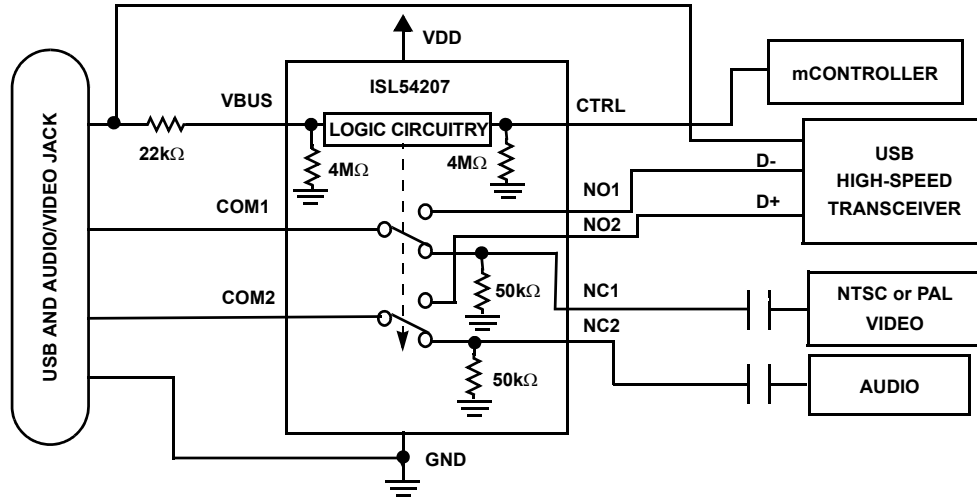 VDD
ISL54207
mCONTROLLER
VBUS
CTRL
LOGIC CIRCUITRY
22kΩ
4MΩ
4MΩ
USB
HIGH-SPEED
TRANSCEIVER
D-
D+
USB AND AUDIO/VIDEO JACK
COM1
NO1
NO2
50kΩ
COM2
NC1
NC2
NTSC or PAL
VIDEO
50kΩ
AUDIO
GND